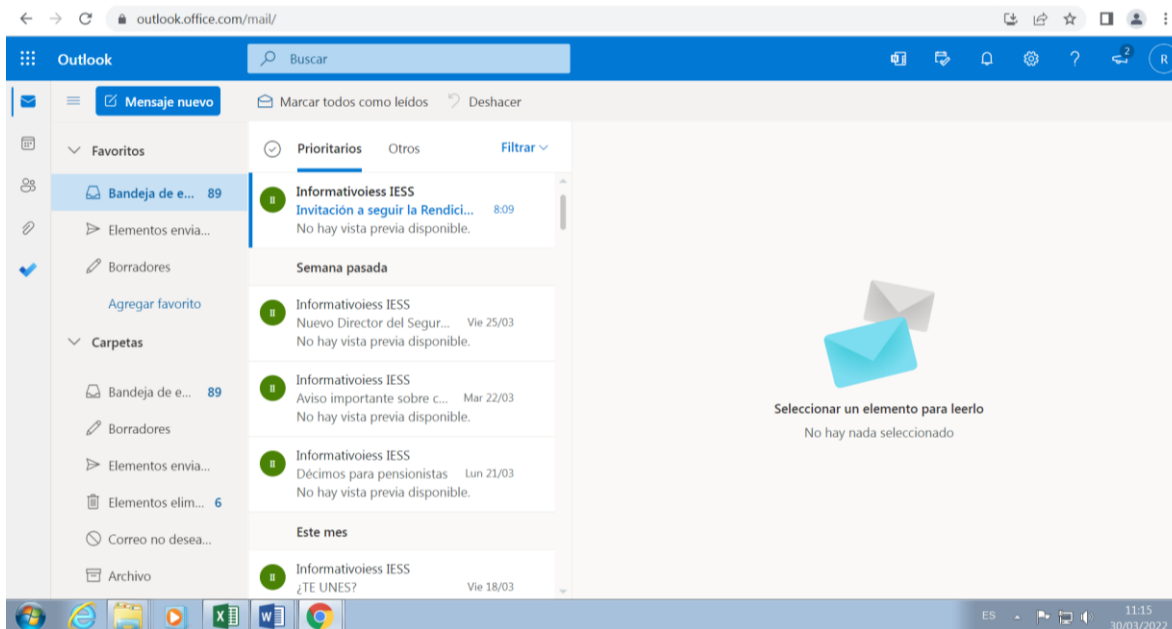 outlook.office.com/mail/
Outlook
Buscar
2
R
Mensaje nuevo
Marcar todos como leídos
Deshacer
Favoritos
Bandeja de e... 89
Elementos envia...
Borradores
Agregar favorito
Carpetas
Bandeja de e... 89
Borradores
Elementos envia...
Elementos elim... 6
Correo no desea...
Archivo
Prioritarios
Otros
Filtrar
II
Informativoiess IESS
Invitación a seguir la Rendici... 8:09
No hay vista previa disponible.
Semana pasada
II
Informativoiess IESS
Nuevo Director del Segur... Vie 25/03
No hay vista previa disponible.
II
Informativoiess IESS
Aviso importante sobre c... Mar 22/03
No hay vista previa disponible.
II
Informativoiess IESS
Décimos para pensionistas Lun 21/03
No hay vista previa disponible.
Este mes
II
Informativoiess IESS
¿TE UNES? Vie 18/03
Seleccionar un elemento para leerlo
No hay nada seleccionado
ES
11:15
30/03/2022